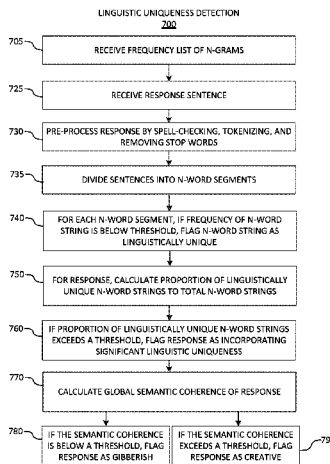 LINGUISTIC UNIQUENESS DETECTION
700
705
RECEIVE FREQUENCY LIST OF N-GRAMS
725
RECEIVE RESPONSE SENTENCE
730
PRE-PROCESS RESPONSE BY SPELL-CHECKING, TOKENIZING, AND
REMOVING STOP WORDS
735
DIVIDE SENTENCES INTO N-WORD SEGMENTS
740
FOR EACH N-WORD SEGMENT, IF FREQUENCY OF N-WORD
STRING IS BELOW THRESHOLD, FLAG N-WORD STRING AS
LINGUISTICALLY UNIQUE
750
FOR RESPONSE, CALCULATE PROPORTION OF LINGUISTICALLY
UNIQUE N-WORD STRINGS TO TOTAL N-WORD STRINGS
760
IF PROPORTION OF LINGUISTICALLY UNIQUE N-WORD STRINGS
EXCEEDS A THRESHOLD, FLAG RESPONSE AS INCORPORATING
SIGNIFICANT LINGUISTIC UNIQUENESS
770
CALCULATE GLOBAL SEMANTIC COHERENCE OF RESPONSE
780
IF THE SEMANTIC COHERENCE
IS BELOW A THRESHOLD, FLAG
RESPONSE AS GIBBERISH
IF THE SEMANTIC COHERENCE
EXCEEDS A THRESHOLD, FLAG
RESPONSE AS CREATIVE